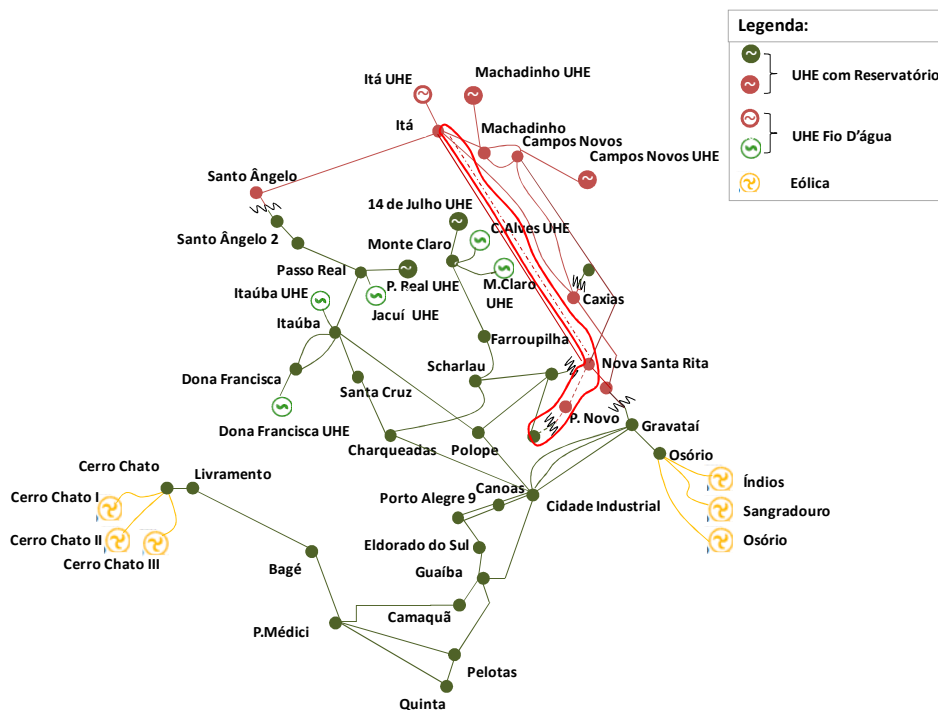 Legenda:
UHE com Reservatório
UHE Fio D'água
Eólica
Itá UHE
Machadinho UHE
Itá
Machadinho
Campos Novos
Campos Novos UHE
Santo Ângelo
14 de Julho UHE
C.Alves UHE
Santo Ângelo 2
Monte Claro
Passo Real
P. Real UHE
M.Claro
UHE
Itaúba UHE
Jacuí UHE
Caxias
Itaúba
Farroupilha
Scharlau
Nova Santa Rita
Dona Francisca
Santa Cruz
P. Novo
Gravataí
Dona Francisca UHE
Charqueadas
Polope
Osório
Cerro Chato
Livramento
Canoas
Índios
Cerro Chato I
Porto Alegre 9
Cidade Industrial
Sangradouro
Cerro Chato II
Eldorado do Sul
Osório
Cerro Chato III
Bagé
Guaíba
Camaquã
P.Médici
Pelotas
Quinta